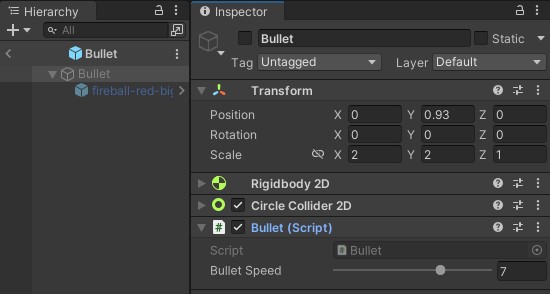 Hierarchy
All
Bullet
Bullet
fireball-red-big
Inspector
Bullet
Static
Tag Untagged Layer Default
Transform
Position X 0 Y 0.93 Z 0
Rotation X 0 Y 0 Z 0
Scale X 2 Y 2 Z 1
Rigidbody 2D
Circle Collider 2D
# Bullet (Script)
Script # Bullet
Bullet Speed 7